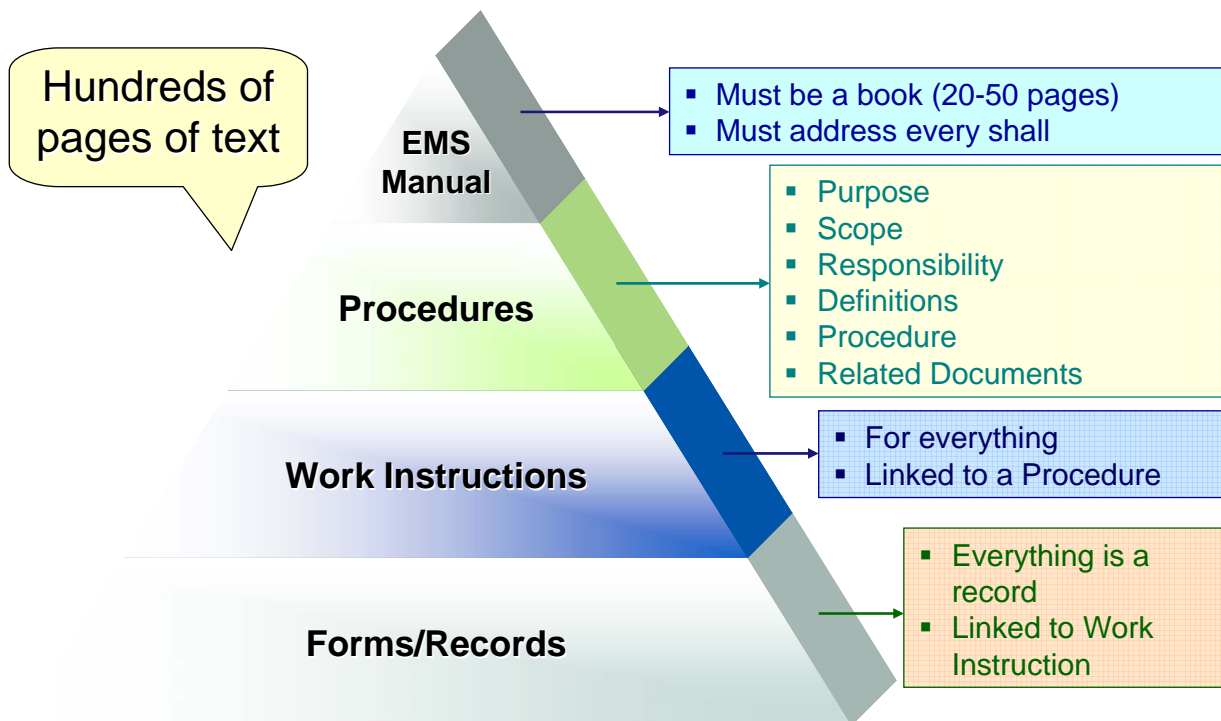 Hundreds of
pages of text
EMS
Manual
▪ Must be a book (20-50 pages)
▪ Must address every shall
Procedures
▪ Purpose
▪ Scope
▪ Responsibility
▪ Definitions
▪ Procedure
▪ Related Documents
Work Instructions
▪ For everything
▪ Linked to a Procedure
Forms/Records
▪ Everything is a
record
▪ Linked to Work
Instruction